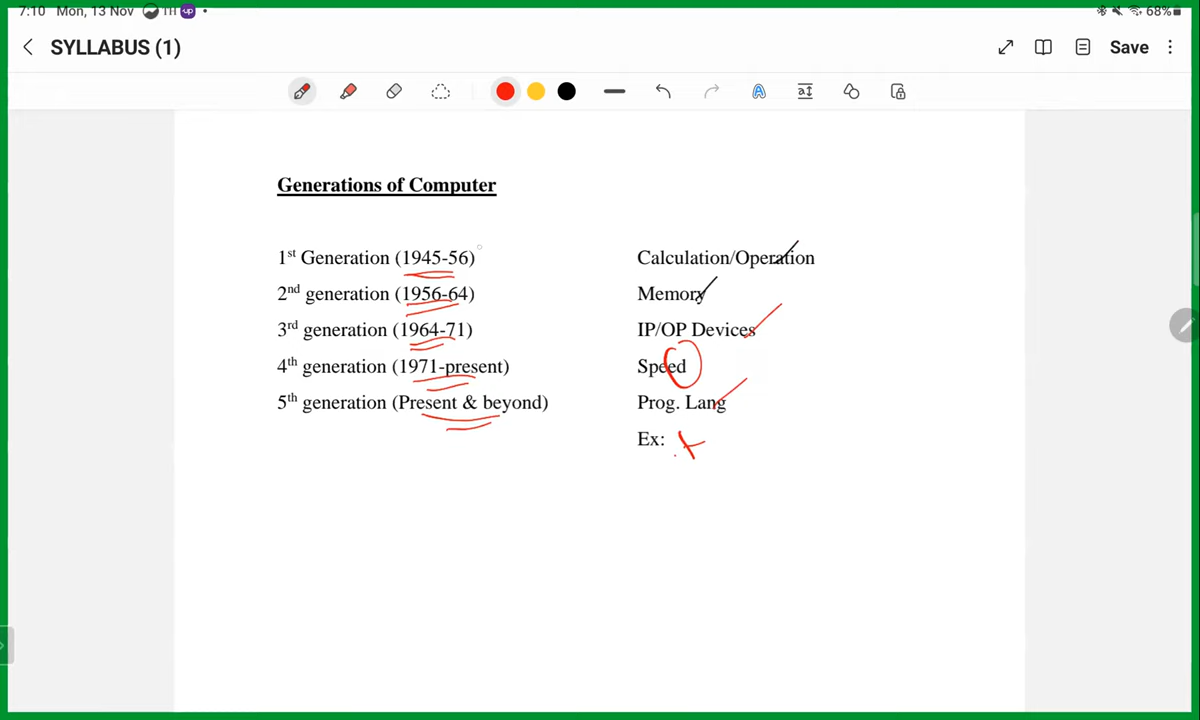 7:10 Mon, 13 Nov TH up • 68%
SYLLABUS (1) Save
Generations of Computer
1st Generation (1945-56)
2nd generation (1956-64)
3rd generation (1964-71)
4th generation (1971-present)
5th generation (Present & beyond)
Calculation/Operation
Memory
IP/OP Devices
Speed
Prog. Lang
Ex: